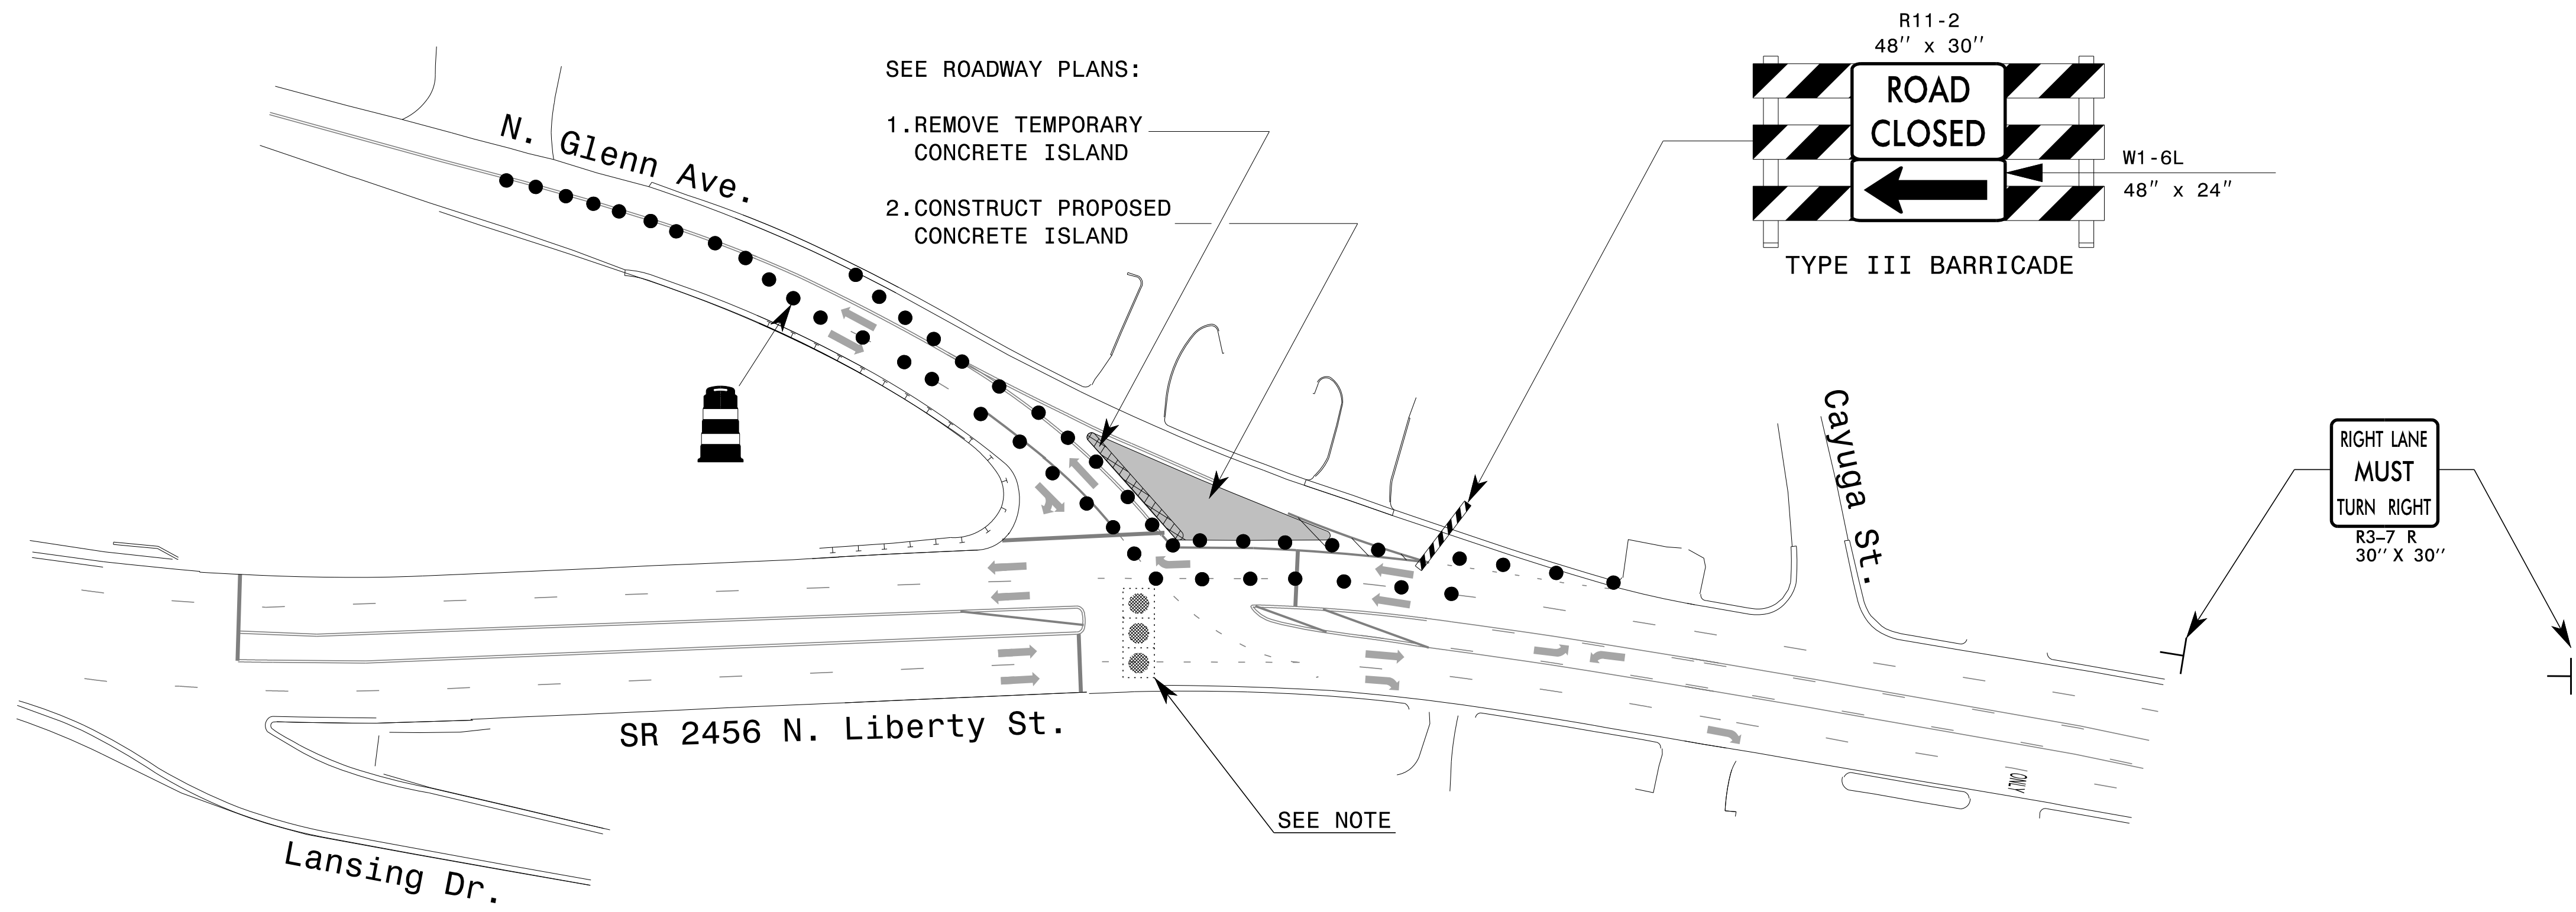 R11-2
48" x 30"
ROAD
CLOSED
W1-6L
48" x 24"
TYPE III BARRICADE
SEE ROADWAY PLANS:
1.REMOVE TEMPORARY
CONCRETE ISLAND
2.CONSTRUCT PROPOSED
CONCRETE ISLAND
N. Glenn Ave.
Cayuga St.
RIGHT LANE
MUST
TURN RIGHT
R3-7 R
30" X 30"
SR 2456 N. Liberty St.
ONLY
SEE NOTE
Lansing Dr.